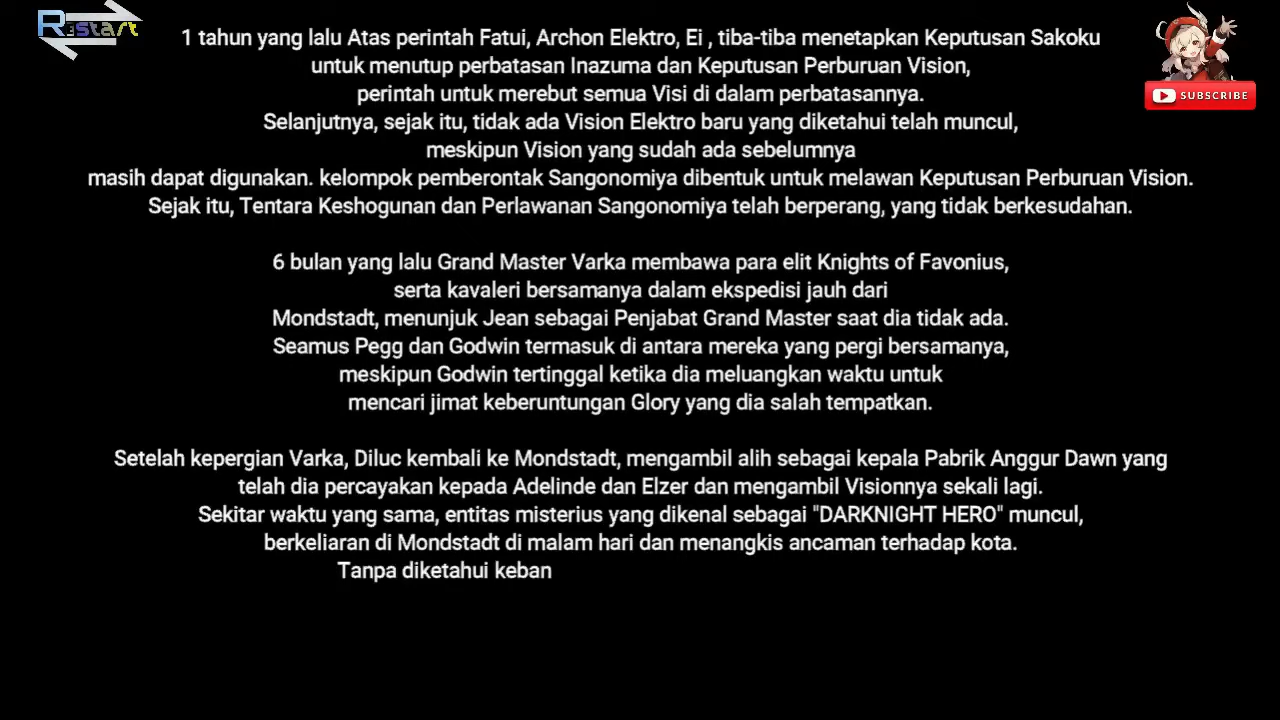 Restart
1 tahun yang lalu Atas perintah Fatui, Archon Elektro, Ei , tiba-tiba menetapkan Keputusan Sakoku
untuk menutup perbatasan Inazuma dan Keputusan Perburuan Vision,
perintah untuk merebut semua Visi di dalam perbatasannya.
SUBSCRIBE
Selanjutnya, sejak itu, tidak ada Vision Elektro baru yang diketahui telah muncul,
meskipun Vision yang sudah ada sebelumnya
masih dapat digunakan. kelompok pemberontak Sangonomiya dibentuk untuk melawan Keputusan Perburuan Vision.
Sejak itu, Tentara Keshogunan dan Perlawanan Sangonomiya telah berperang, yang tidak berkesudahan.
6 bulan yang lalu Grand Master Varka membawa para elit Knights of Favonius,
serta kavaleri bersamanya dalam ekspedisi jauh dari
Mondstadt, menunjuk Jean sebagai Penjabat Grand Master saat dia tidak ada.
Seamus Pegg dan Godwin termasuk di antara mereka yang pergi bersamanya,
meskipun Godwin tertinggal ketika dia meluangkan waktu untuk
mencari jimat keberuntungan Glory yang dia salah tempatkan.
Setelah kepergian Varka, Diluc kembali ke Mondstadt, mengambil alih sebagai kepala Pabrik Anggur Dawn yang
telah dia percayakan kepada Adelinde dan Elzer dan mengambil Visionnya sekali lagi.
Sekitar waktu yang sama, entitas misterius yang dikenal sebagai "DARKNIGHT HERO" muncul,
berkeliaran di Mondstadt di malam hari dan menangkis ancaman terhadap kota.
Tanpa diketahui keban